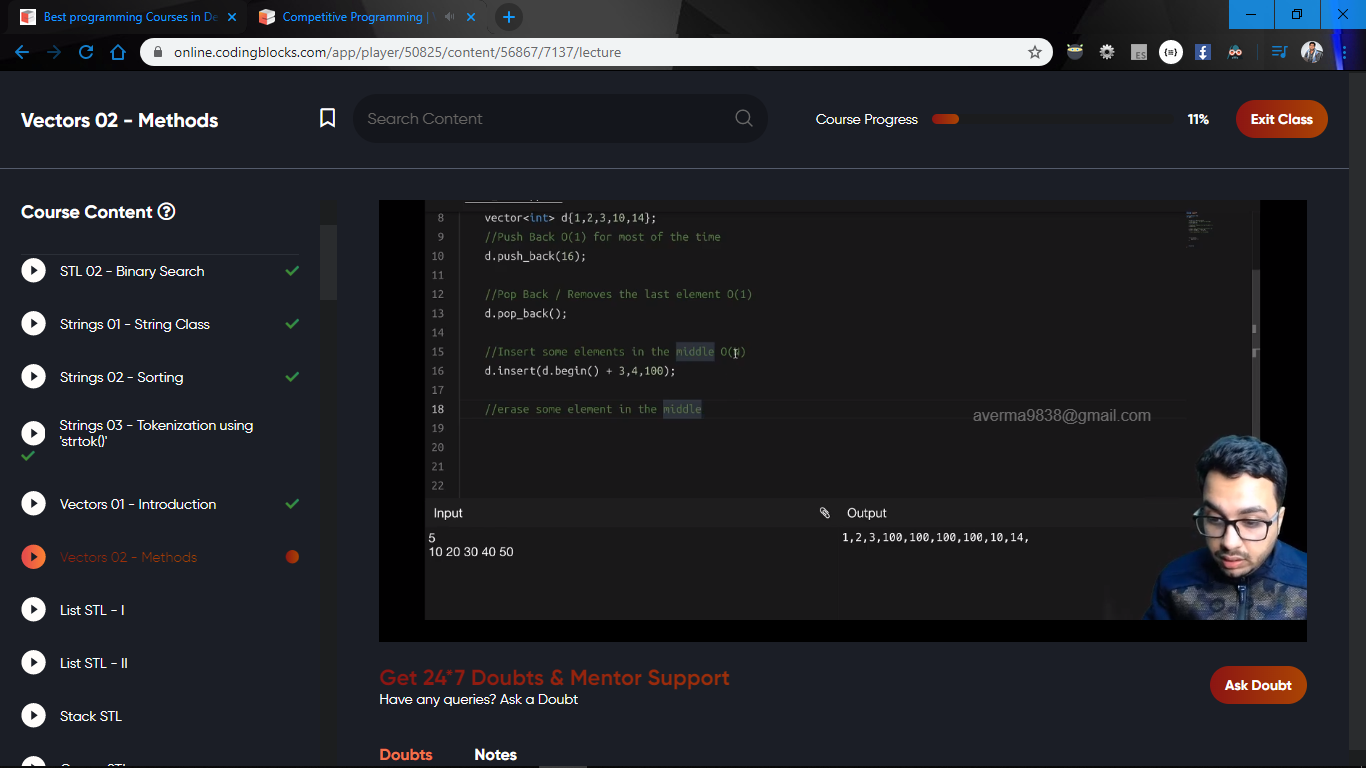 Best programming Courses in De
Competitive Programming |
online.codingblocks.com/app/player/50825/content/56867/7137/lecture
ES
Vectors 02 - Methods
Search Content
Course Progress
11%
Exit Class
Course Content
STL 02 - Binary Search
Strings 01 - String Class
Strings 02 - Sorting
Strings 03 - Tokenization using
'strtok()'
Vectors 01 - Introduction
Vectors 02 - Methods
List STL - I
List STL - II
Stack STL
8 vector<int> d{1,2,3,10,14};
9 //Push Back O(1) for most of the time
10 d.push_back(16);
11
12 //Pop Back / Removes the last element O(1)
13 d.pop_back();
14
15 //Insert some elements in the middle
16 d.insert(d.begin() + 3,4,100);
17
18 //erase some element in the middle
19
20
21
22
averma9838@gmail.com
Input
Output
5
10 20 30 40 50
1,2,3,100,100,100,100,10,14,
Get 24*7 Doubts & Mentor Support
Have any queries? Ask a Doubt
Ask Doubt
Doubts
Notes